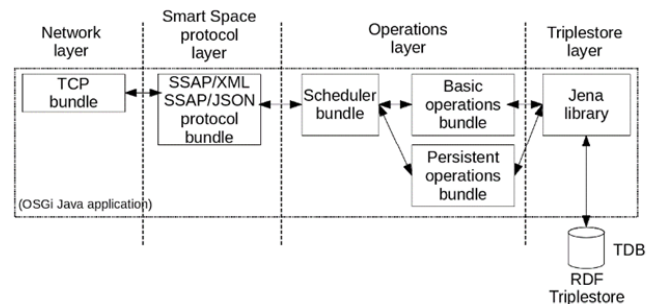 Network
layer
Smart Space
protocol
layer
Operations
layer
Triplestore
layer
TCP
bundle
SSAP/XML
SSAP/JSON
protocol
bundle
Scheduler
bundle
Basic
operations
bundle
Persistent
operations
bundle
Jena
library
(OSGi Java application)
TDB
RDF
Triplestore